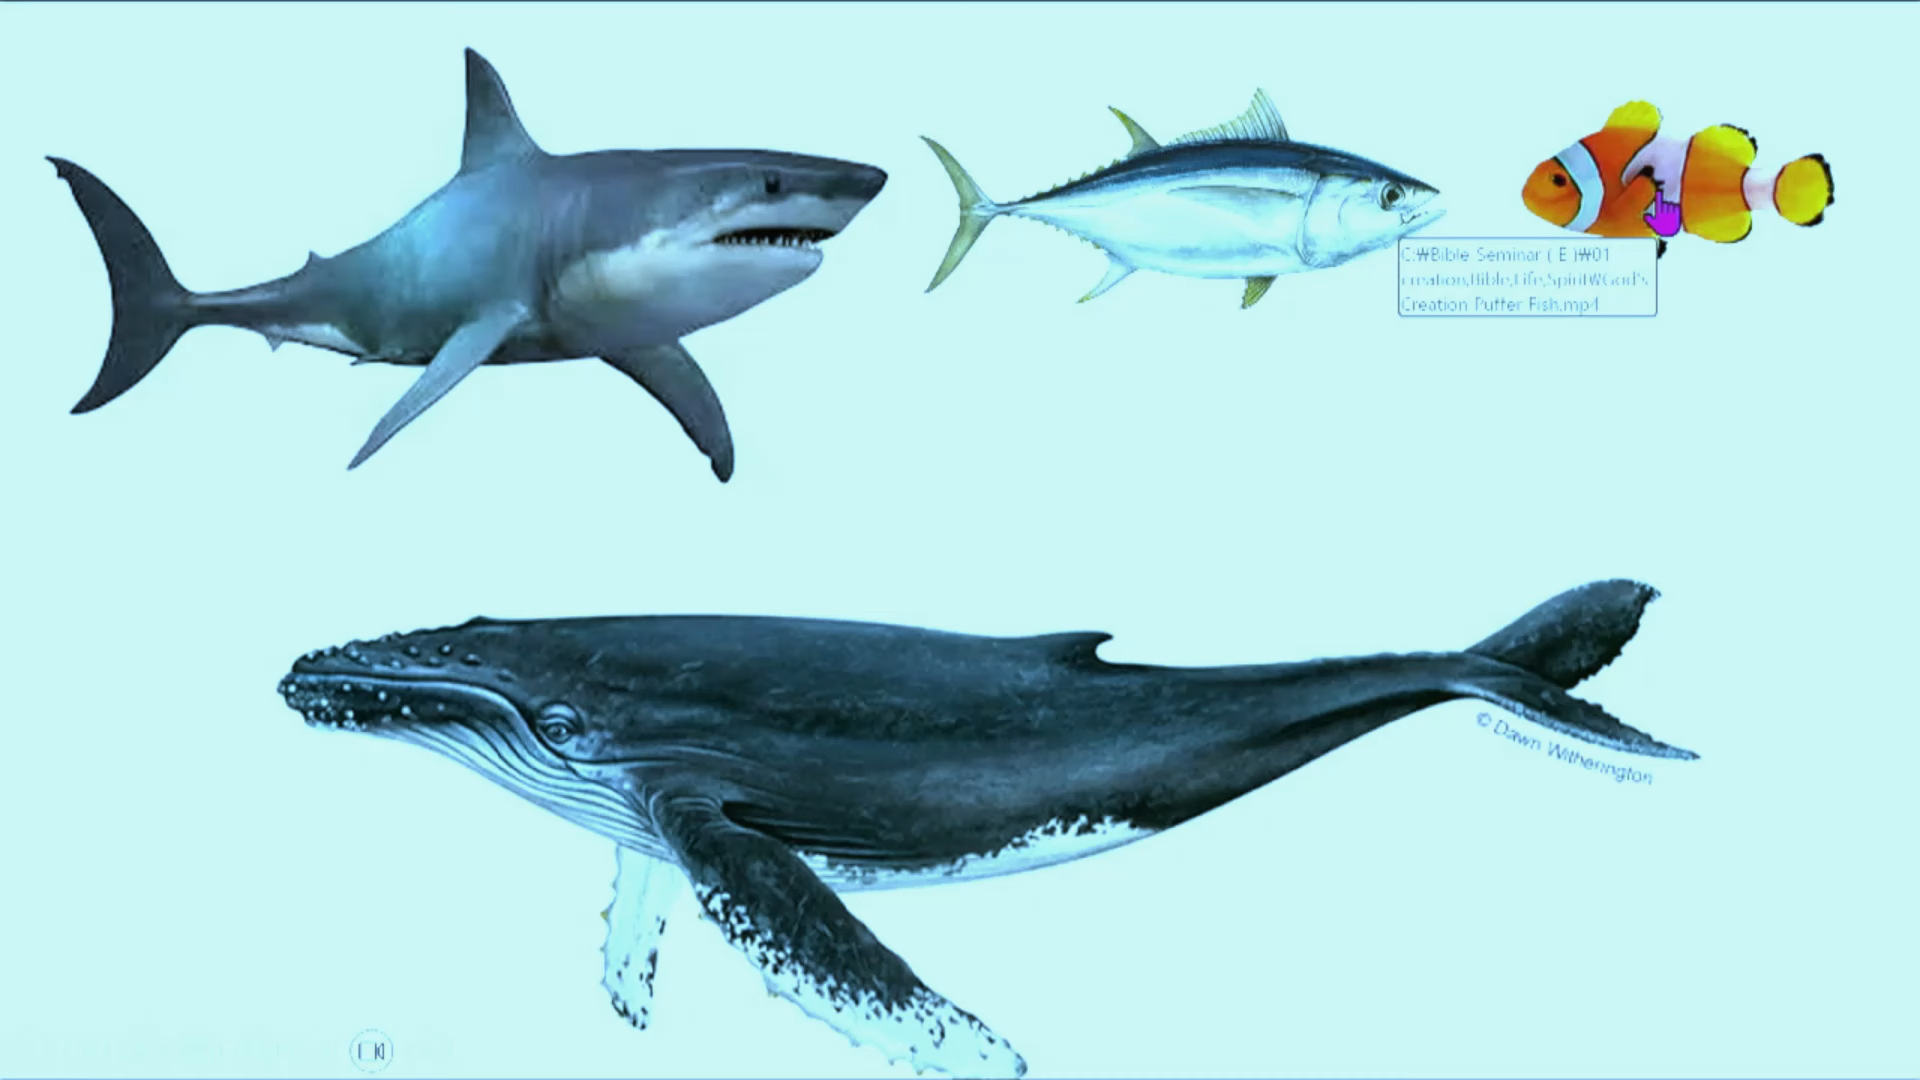 C:₩Bible Seminar ( E )₩01
creation,Bible,Life,Spirit₩God's
Creation Puffer Fish.mp4
© Dawn Witherington